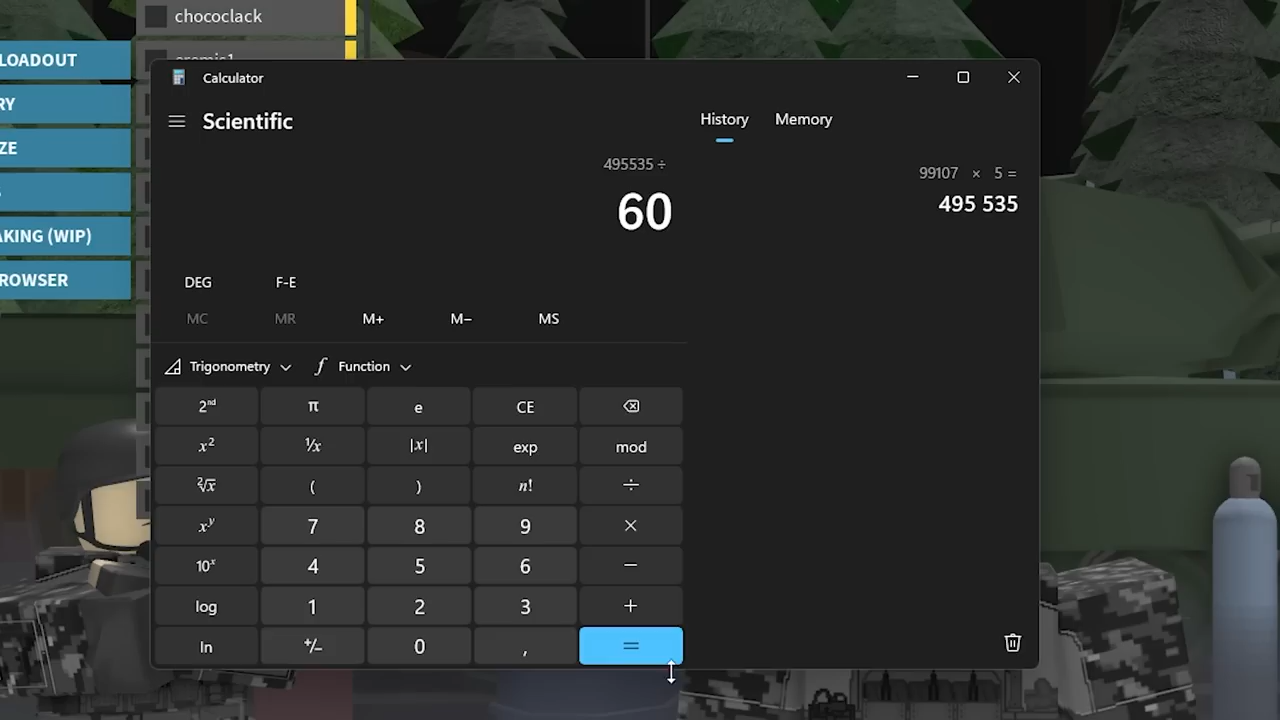 chococlack
LOADOUT
Calculator
RY
Scientific
History Memory
ZE
495535 ÷
99107 × 5 =
60
495 535
AKING (WIP)
ROWSER
DEG F-E
MC MR M+ M− MS
Trigonometry Function
2ⁿᵈ π e CE
x² ¹/x |x| exp mod
²√x ( ) n! ÷
xʸ 7 8 9 ×
10ˣ 4 5 6 −
log 1 2 3 +
ln +/− 0 , =